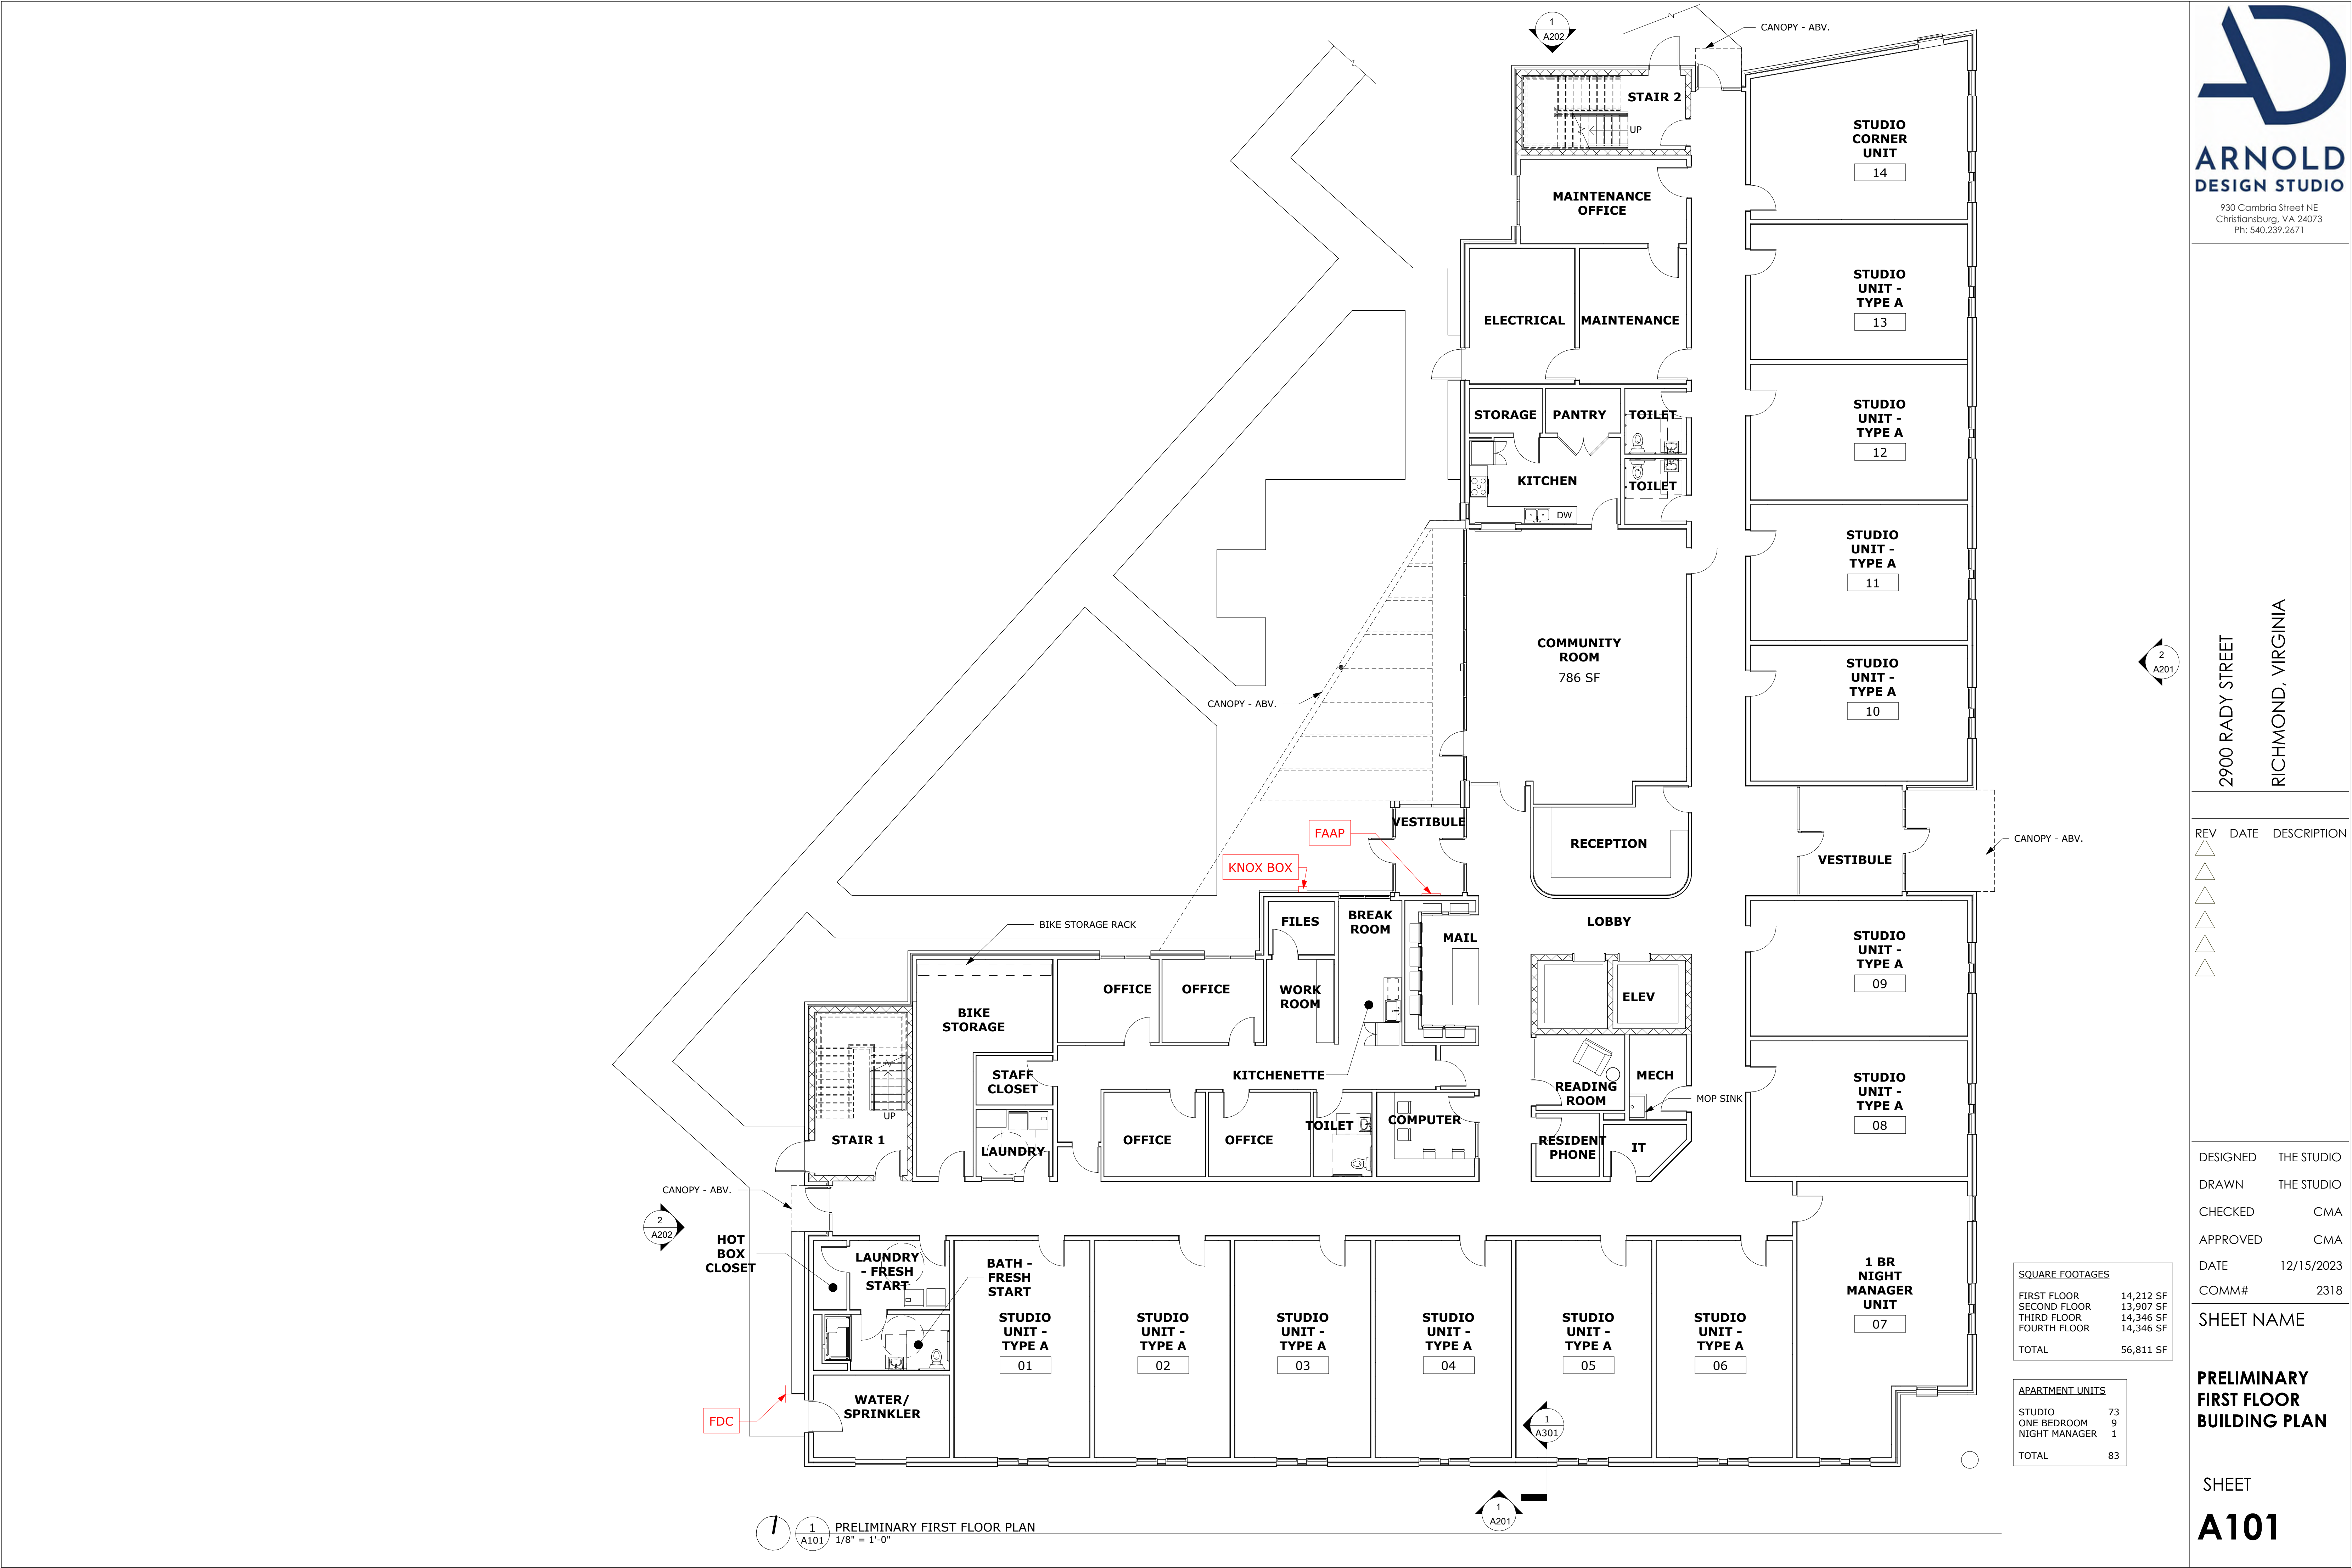 1
A202
CANOPY - ABV.
STAIR 2
UP
STUDIO
CORNER
UNIT
14
MAINTENANCE
OFFICE
STUDIO
UNIT -
TYPE A
13
ELECTRICAL
MAINTENANCE
STORAGE
PANTRY
TOILET
STUDIO
UNIT -
TYPE A
12
KITCHEN
TOILET
DW
STUDIO
UNIT -
TYPE A
11
COMMUNITY
ROOM
786 SF
STUDIO
UNIT -
TYPE A
10
2
A201
CANOPY - ABV.
VESTIBULE
FAAP
KNOX BOX
RECEPTION
VESTIBULE
CANOPY - ABV.
BIKE STORAGE RACK
FILES
BREAK
ROOM
MAIL
LOBBY
STUDIO
UNIT -
TYPE A
09
OFFICE
OFFICE
WORK
ROOM
ELEV
BIKE
STORAGE
STAFF
CLOSET
KITCHENETTE
READING
ROOM
MECH
MOP SINK
STUDIO
UNIT -
TYPE A
08
UP
STAIR 1
LAUNDRY
OFFICE
OFFICE
TOILET
COMPUTER
RESIDENT
PHONE
IT
CANOPY - ABV.
2
A202
HOT
BOX
CLOSET
LAUNDRY
- FRESH
START
BATH -
FRESH
START
STUDIO
UNIT -
TYPE A
01
STUDIO
UNIT -
TYPE A
02
STUDIO
UNIT -
TYPE A
03
STUDIO
UNIT -
TYPE A
04
STUDIO
UNIT -
TYPE A
05
STUDIO
UNIT -
TYPE A
06
1 BR
NIGHT
MANAGER
UNIT
07
WATER/
SPRINKLER
FDC
1
A301
1
A201
1
A101
PRELIMINARY FIRST FLOOR PLAN
1/8" = 1'-0"
SQUARE FOOTAGES
FIRST FLOOR 14,212 SF
SECOND FLOOR 13,907 SF
THIRD FLOOR 14,346 SF
FOURTH FLOOR 14,346 SF
TOTAL 56,811 SF
APARTMENT UNITS
STUDIO 73
ONE BEDROOM 9
NIGHT MANAGER 1
TOTAL 83
AD
ARNOLD
DESIGN STUDIO
930 Cambria Street NE
Christiansburg, VA 24073
Ph: 540.239.2671
2900 RADY STREET
RICHMOND, VIRGINIA
REV DATE DESCRIPTION
DESIGNED THE STUDIO
DRAWN THE STUDIO
CHECKED CMA
APPROVED CMA
DATE 12/15/2023
COMM# 2318
SHEET NAME
PRELIMINARY
FIRST FLOOR
BUILDING PLAN
SHEET
A101